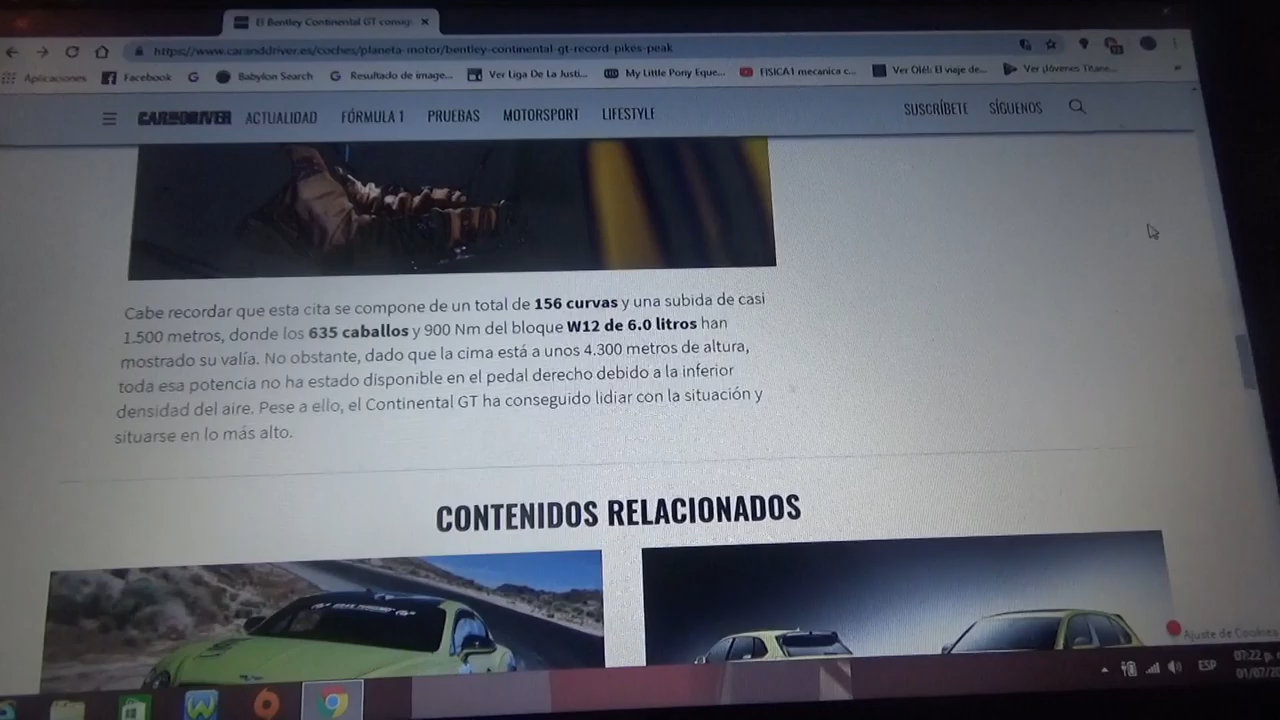 El Bentley Continental GT consig
https://www.caranddriver.es/coches/planeta-motor/bentley-continental-gt-record-pikes-peak
Aplicaciones Facebook Babylon Search Resultado de image... Ver Liga De La Justi... My Little Pony Eque... FISICA1 mecanica c... Ver Olé!: El viaje de... Ver ¡Jóvenes Titane...
CAR AND DRIVER ACTUALIDAD FÓRMULA 1 PRUEBAS MOTORSPORT LIFESTYLE SUSCRÍBETE SÍGUENOS
Cabe recordar que esta cita se compone de un total de 156 curvas y una subida de casi
1.500 metros, donde los 635 caballos y 900 Nm del bloque W12 de 6.0 litros han
mostrado su valía. No obstante, dado que la cima está a unos 4.300 metros de altura,
toda esa potencia no ha estado disponible en el pedal derecho debido a la inferior
densidad del aire. Pese a ello, el Continental GT ha conseguido lidiar con la situación y
situarse en lo más alto.
CONTENIDOS RELACIONADOS
Ajuste de Cookies
ESP 07:22 p.
01/07/20